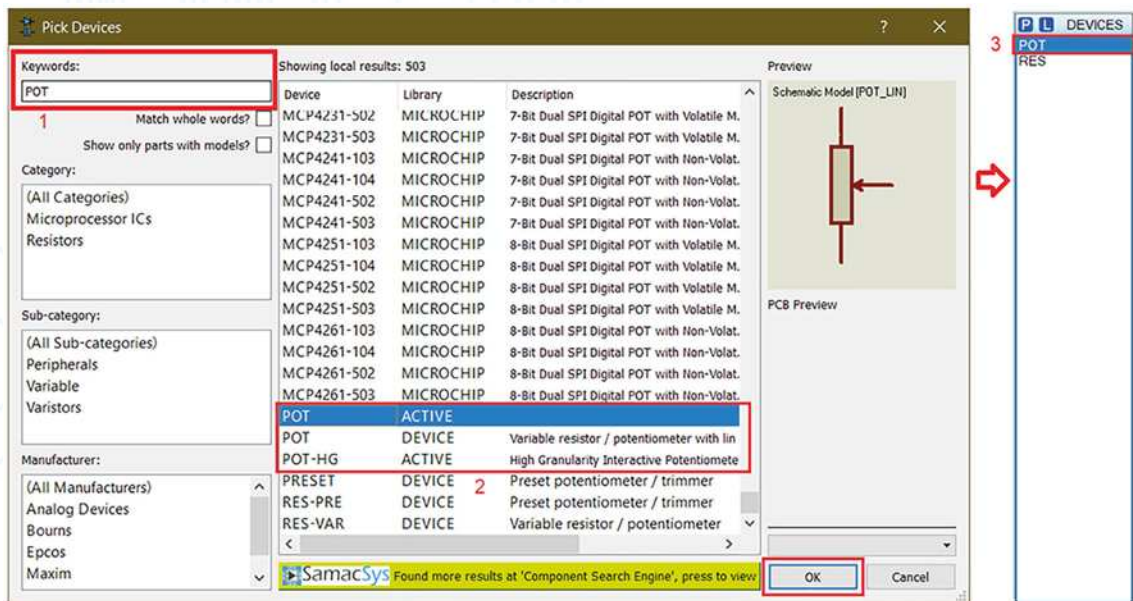 Pick Devices
? ×
Keywords:
POT
1
Match whole words?
Show only parts with models?
Category:
(All Categories)
Microprocessor ICs
Resistors
Sub-category:
(All Sub-categories)
Peripherals
Variable
Varistors
Manufacturer:
(All Manufacturers)
Analog Devices
Bourns
Epcos
Maxim
Showing local results: 503
Device Library Description
MCP4231-502 MICROCHIP 7-Bit Dual SPI Digital POT with Volatile M.
MCP4231-503 MICROCHIP 7-Bit Dual SPI Digital POT with Volatile M.
MCP4241-103 MICROCHIP 7-Bit Dual SPI Digital POT with Non-Volat.
MCP4241-104 MICROCHIP 7-Bit Dual SPI Digital POT with Non-Volat.
MCP4241-502 MICROCHIP 7-Bit Dual SPI Digital POT with Non-Volat.
MCP4241-503 MICROCHIP 7-Bit Dual SPI Digital POT with Non-Volat.
MCP4251-103 MICROCHIP 8-Bit Dual SPI Digital POT with Volatile M.
MCP4251-104 MICROCHIP 8-Bit Dual SPI Digital POT with Volatile M.
MCP4251-502 MICROCHIP 8-Bit Dual SPI Digital POT with Volatile M.
MCP4251-503 MICROCHIP 8-Bit Dual SPI Digital POT with Volatile M.
MCP4261-103 MICROCHIP 8-Bit Dual SPI Digital POT with Non-Volat.
MCP4261-104 MICROCHIP 8-Bit Dual SPI Digital POT with Non-Volat.
MCP4261-502 MICROCHIP 8-Bit Dual SPI Digital POT with Non-Volat.
MCP4261-503 MICROCHIP 8-Bit Dual SPI Digital POT with Non-Volat.
POT ACTIVE
POT DEVICE Variable resistor / potentiometer with lin
POT-HG ACTIVE High Granularity Interactive Potentiomete
PRESET DEVICE Preset potentiometer / trimmer
2
RES-PRE DEVICE Preset potentiometer / trimmer
RES-VAR DEVICE Variable resistor / potentiometer
SamacSys Found more results at 'Component Search Engine', press to view
Preview
Schematic Model [POT_LIN]
PCB Preview
OK Cancel
P L DEVICES
3
POT
RES